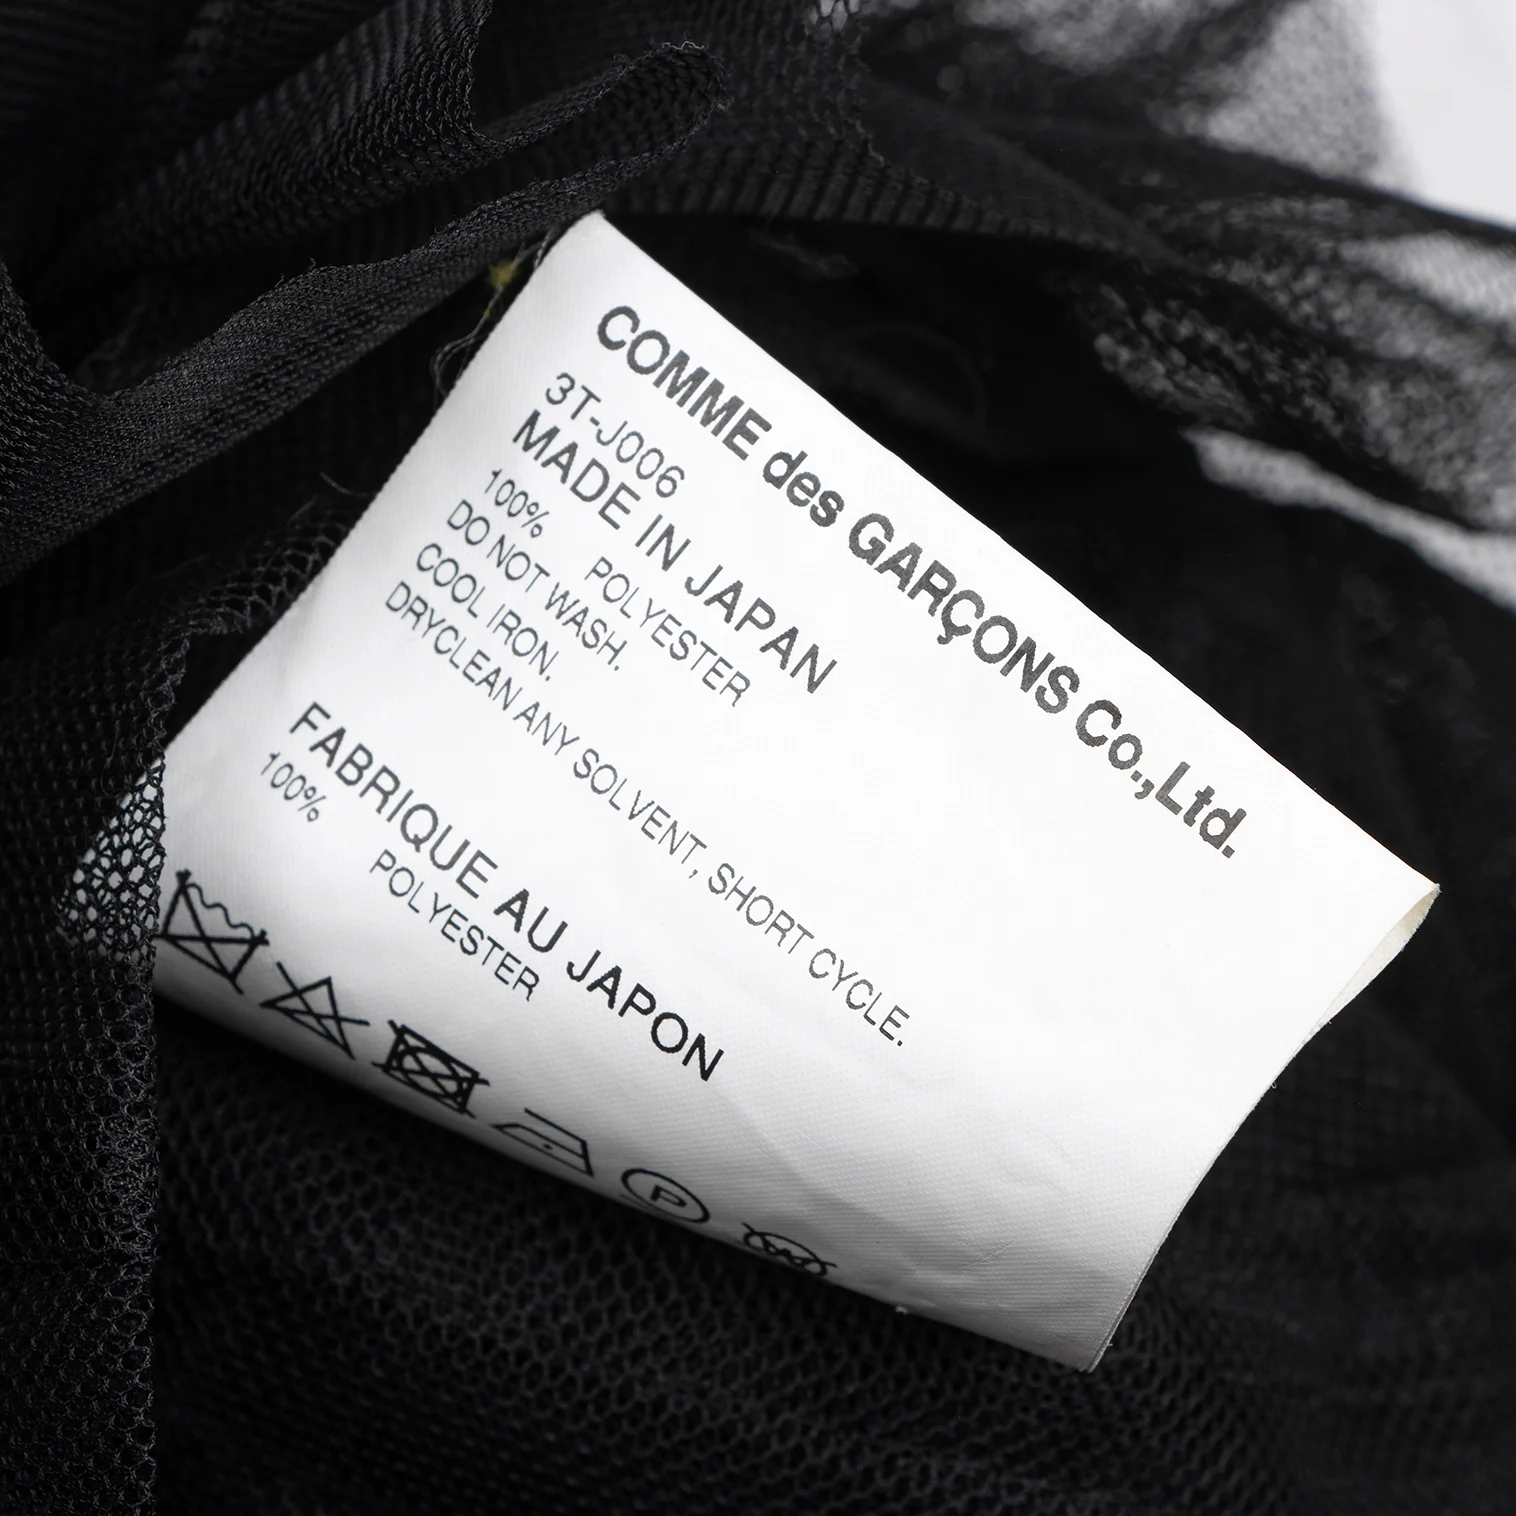 COMME des GARÇONS Co.,Ltd.
3T-J006
MADE IN JAPAN
100% POLYESTER
DO NOT WASH.
COOL IRON.
DRYCLEAN ANY SOLVENT, SHORT CYCLE.
FABRIQUE AU JAPON
100% POLYESTER
P
W